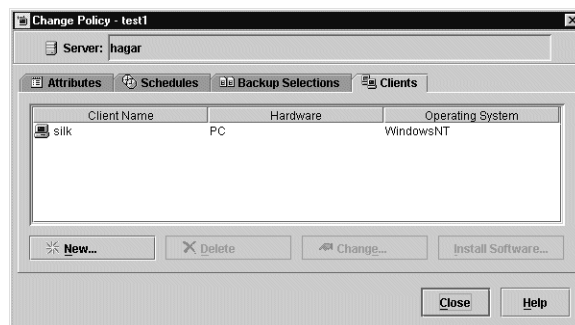 Change Policy - test1
Server: hagar
Attributes Schedules Backup Selections Clients
Client Name Hardware Operating System
silk PC WindowsNT
New... Delete Change... Install Software...
Close Help